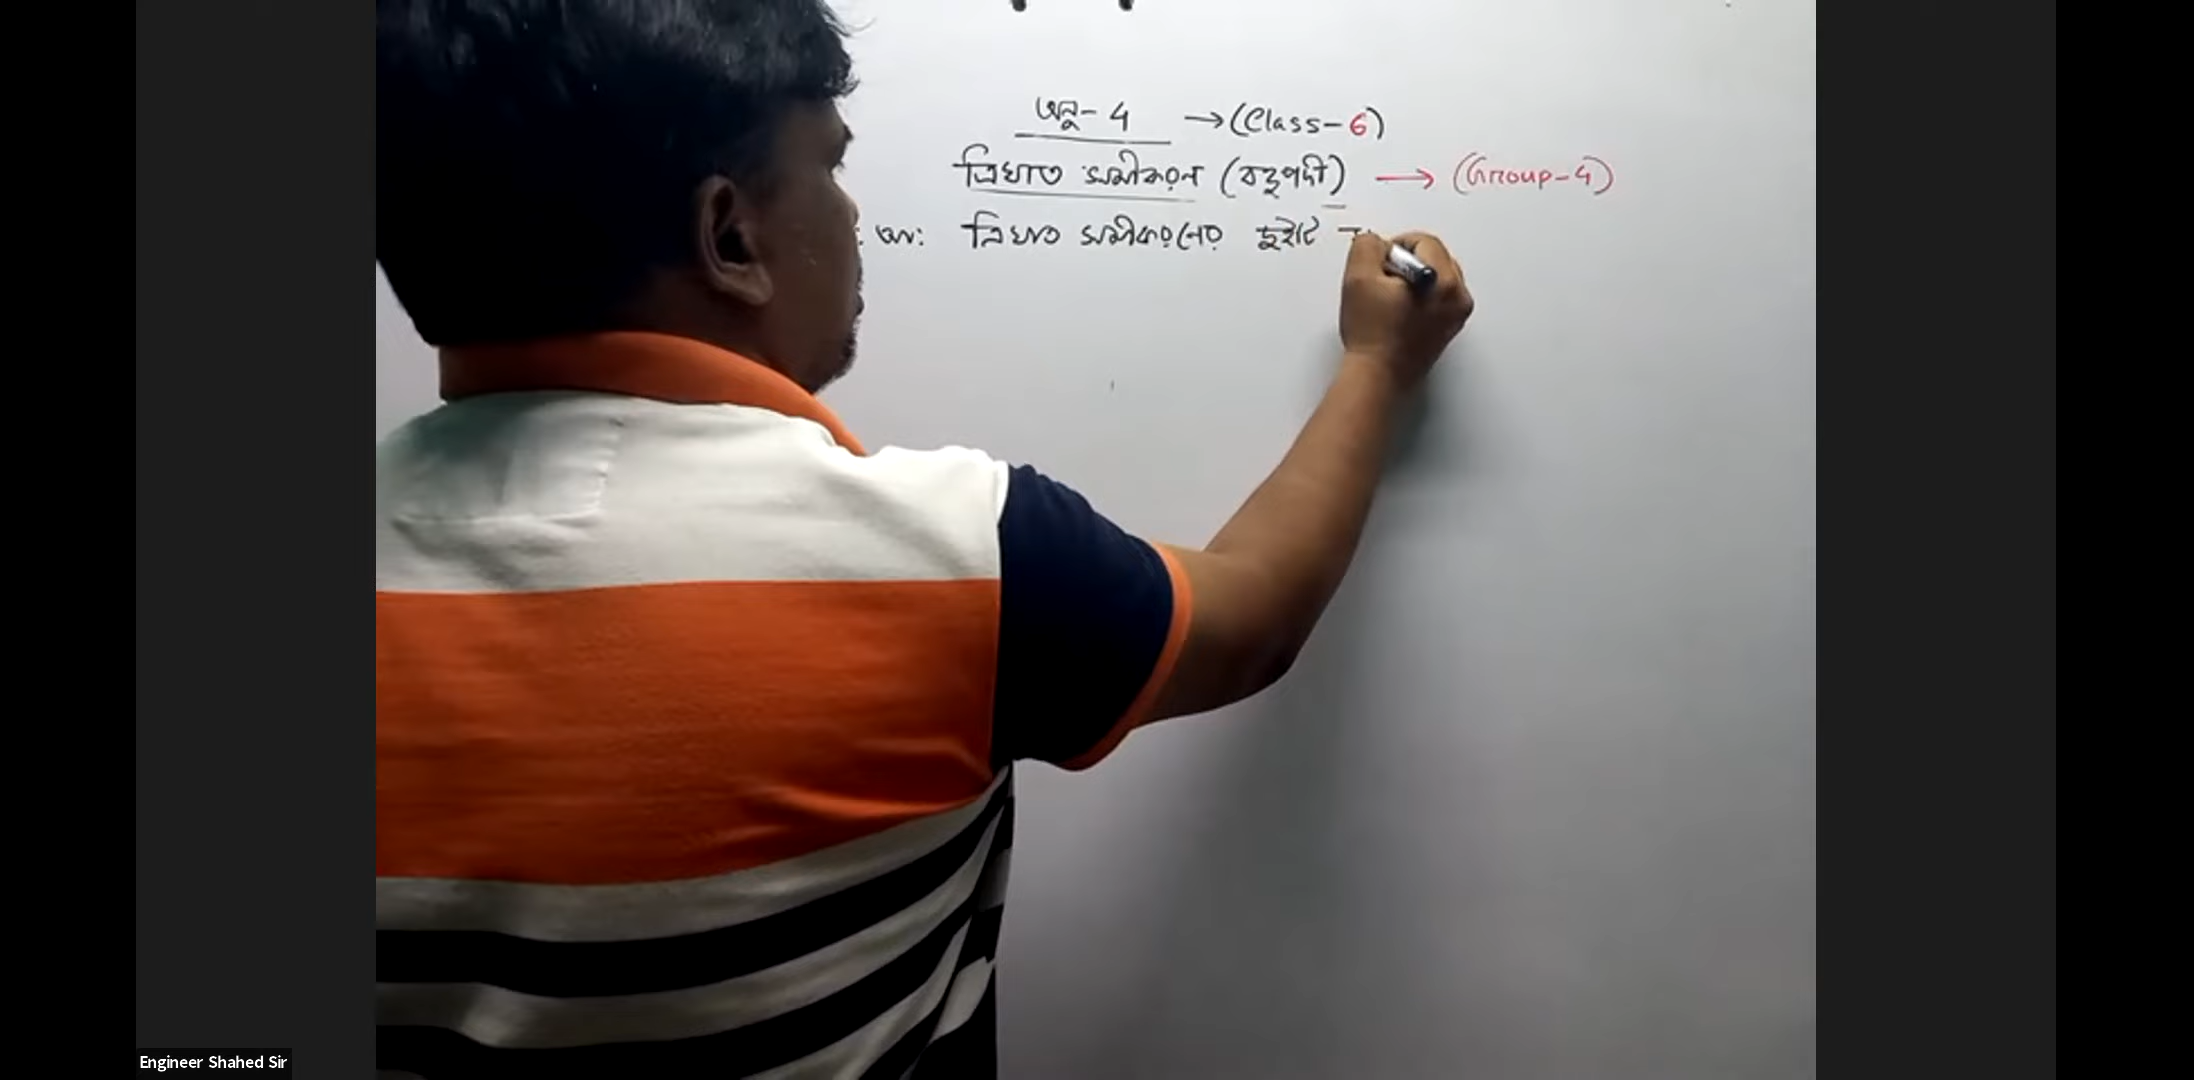 অনু-4 →(Class-6)
ত্রিঘাত সমীকরণ (বহুপদী) → (Group-4)
: ত্রিঘাত সমীকরণের দুইটি
Engineer Shahed Sir